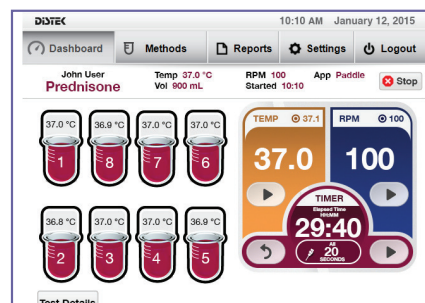 DISTEK
10:10 AM January 12, 2015
Dashboard Methods Reports Settings Logout
John User
Prednisone
Temp 37.0 °C
Vol 900 mL
RPM 100
Started 10:10
App Paddle
Stop
37.0 °C 36.9 °C 37.0 °C 37.0 °C
1 8 7 6
36.8 °C 37.0 °C 37.0 °C 36.9 °C
2 3 4 5
TEMP 37.1
37.0
RPM 100
100
TIMER
Elapsed Time
HH:MM
29:40
All
20
SECONDS
Test Details